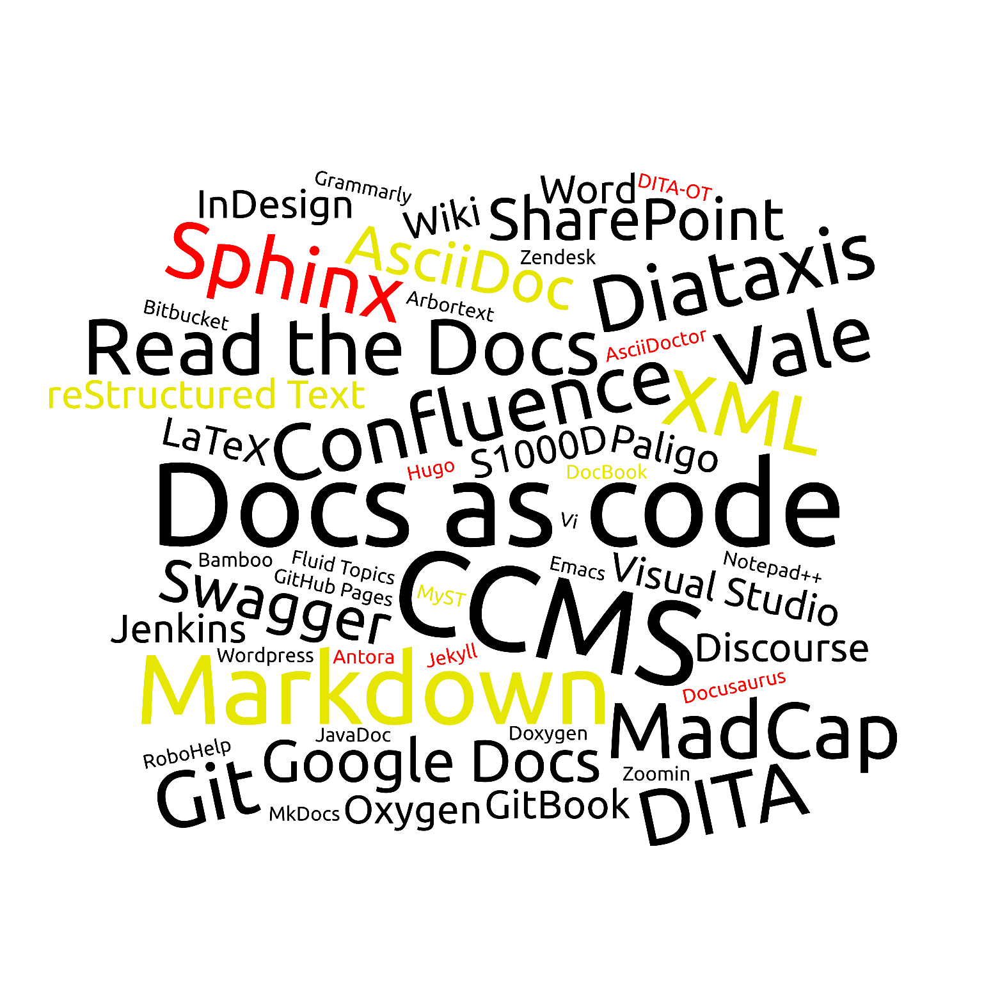 Grammarly
Word
DITA-OT
InDesign
Wiki
SharePoint
Sphinx
AsciiDoc
Zendesk
Diataxis
Bitbucket
Arbortext
Read the Docs
AsciiDoctor
Vale
reStructured Text
Confluence
XML
LaTeX
S1000D
Paligo
Hugo
DocBook
Docs as code
Vi
Bamboo
Fluid Topics
Emacs
Visual Studio
Notepad++
GitHub Pages
Swagger
MyST
CCMS
Jenkins
Wordpress
Antora
Jekyll
Discourse
Markdown
Docusaurus
MadCap
JavaDoc
Doxygen
RoboHelp
Google Docs
Zoomin
Git
MkDocs
Oxygen
GitBook
DITA